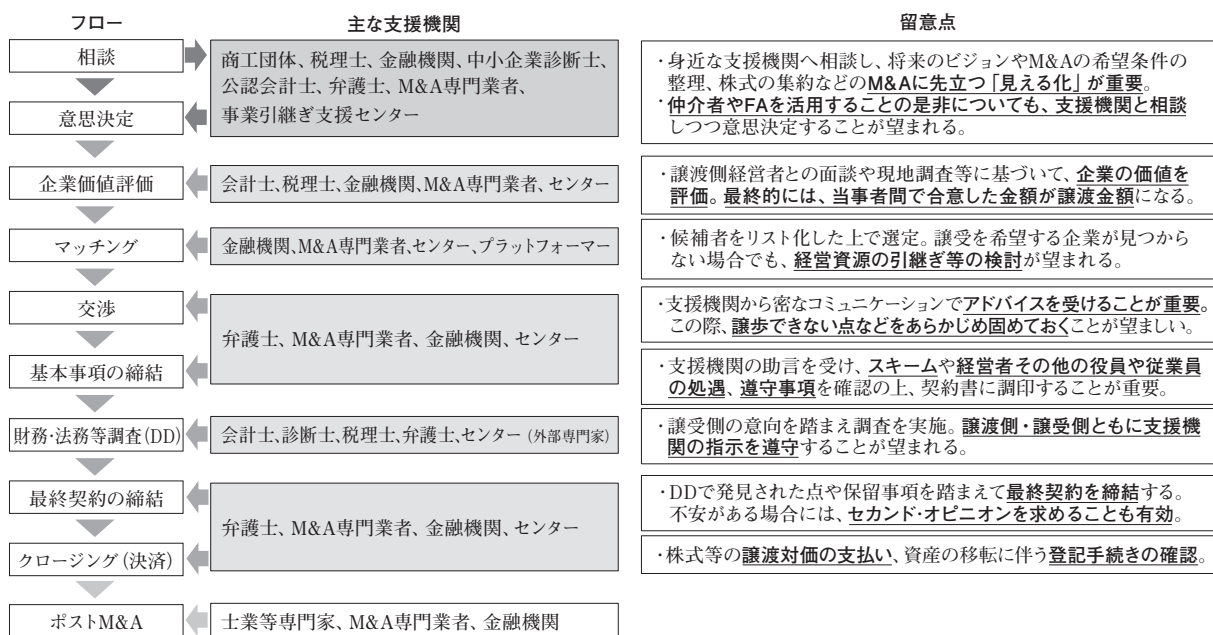 フロー
主な支援機関
留意点
相談
意思決定
商工団体、税理士、金融機関、中小企業診断士、
公認会計士、弁護士、M&A専門業者、
事業引継ぎ支援センター
・身近な支援機関へ相談し、将来のビジョンやM&Aの希望条件の
整理、株式の集約などのM&Aに先立つ「見える化」が重要。
・仲介者やFAを活用することの是非についても、支援機関と相談
しつつ意思決定することが望まれる。
企業価値評価
会計士、税理士、金融機関、M&A専門業者、センター
・譲渡側経営者との面談や現地調査等に基づいて、企業の価値を
評価。最終的には、当事者間で合意した金額が譲渡金額になる。
マッチング
金融機関、M&A専門業者、センター、プラットフォーマー
・候補者をリスト化した上で選定。譲受を希望する企業が見つから
ない場合でも、経営資源の引継ぎ等の検討が望まれる。
交渉
基本事項の締結
弁護士、M&A専門業者、金融機関、センター
・支援機関から密なコミュニケーションでアドバイスを受けることが重要。
この際、譲歩できない点などをあらかじめ固めておくことが望ましい。
・支援機関の助言を受け、スキームや経営者その他の役員や従業員
の処遇、遵守事項を確認の上、契約書に調印することが重要。
財務・法務等調査(DD)
会計士、診断士、税理士、弁護士、センター(外部専門家)
・譲受側の意向を踏まえ調査を実施。譲渡側・譲受側ともに支援機
関の指示を遵守することが望まれる。
最終契約の締結
クロージング(決済)
弁護士、M&A専門業者、金融機関、センター
・DDで発見された点や保留事項を踏まえて最終契約を締結する。
不安がある場合には、セカンド・オピニオンを求めることも有効。
・株式等の譲渡対価の支払い、資産の移転に伴う登記手続きの確認。
ポストM&A
士業等専門家、M&A専門業者、金融機関